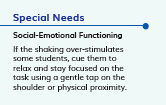 Special Needs
Social-Emotional Functioning
If the shaking over-stimulates
some students, cue them to
relax and stay focused on the
task using a gentle tap on the
shoulder or physical proximity.